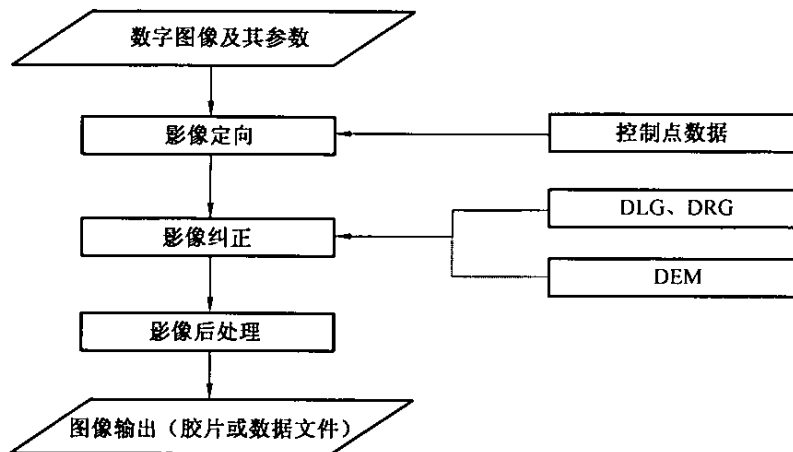 数字图像及其参数
影像定向
控制点数据
DLG、DRG
影像纠正
DEM
影像后处理
图像输出（胶片或数据文件）